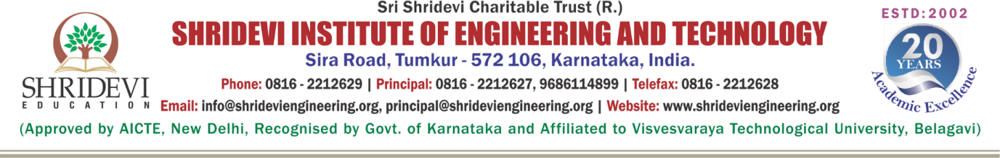 Sri Shridevi Charitable Trust (R.)
SHRIDEVI INSTITUTE OF ENGINEERING AND TECHNOLOGY
Sira Road, Tumkur - 572 106, Karnataka, India.
Phone: 0816 - 2212629 | Principal: 0816 - 2212627, 9686114899 | Telefax: 0816 - 2212628
Email: info@shrideviengineering.org, principal@shrideviengineering.org | Website: www.shrideviengineering.org
(Approved by AICTE, New Delhi, Recognised by Govt. of Karnataka and Affiliated to Visvesvaraya Technological University, Belagavi)
SHRIDEVI
EDUCATION
ESTD:2002
20
YEARS
Academic Excellence